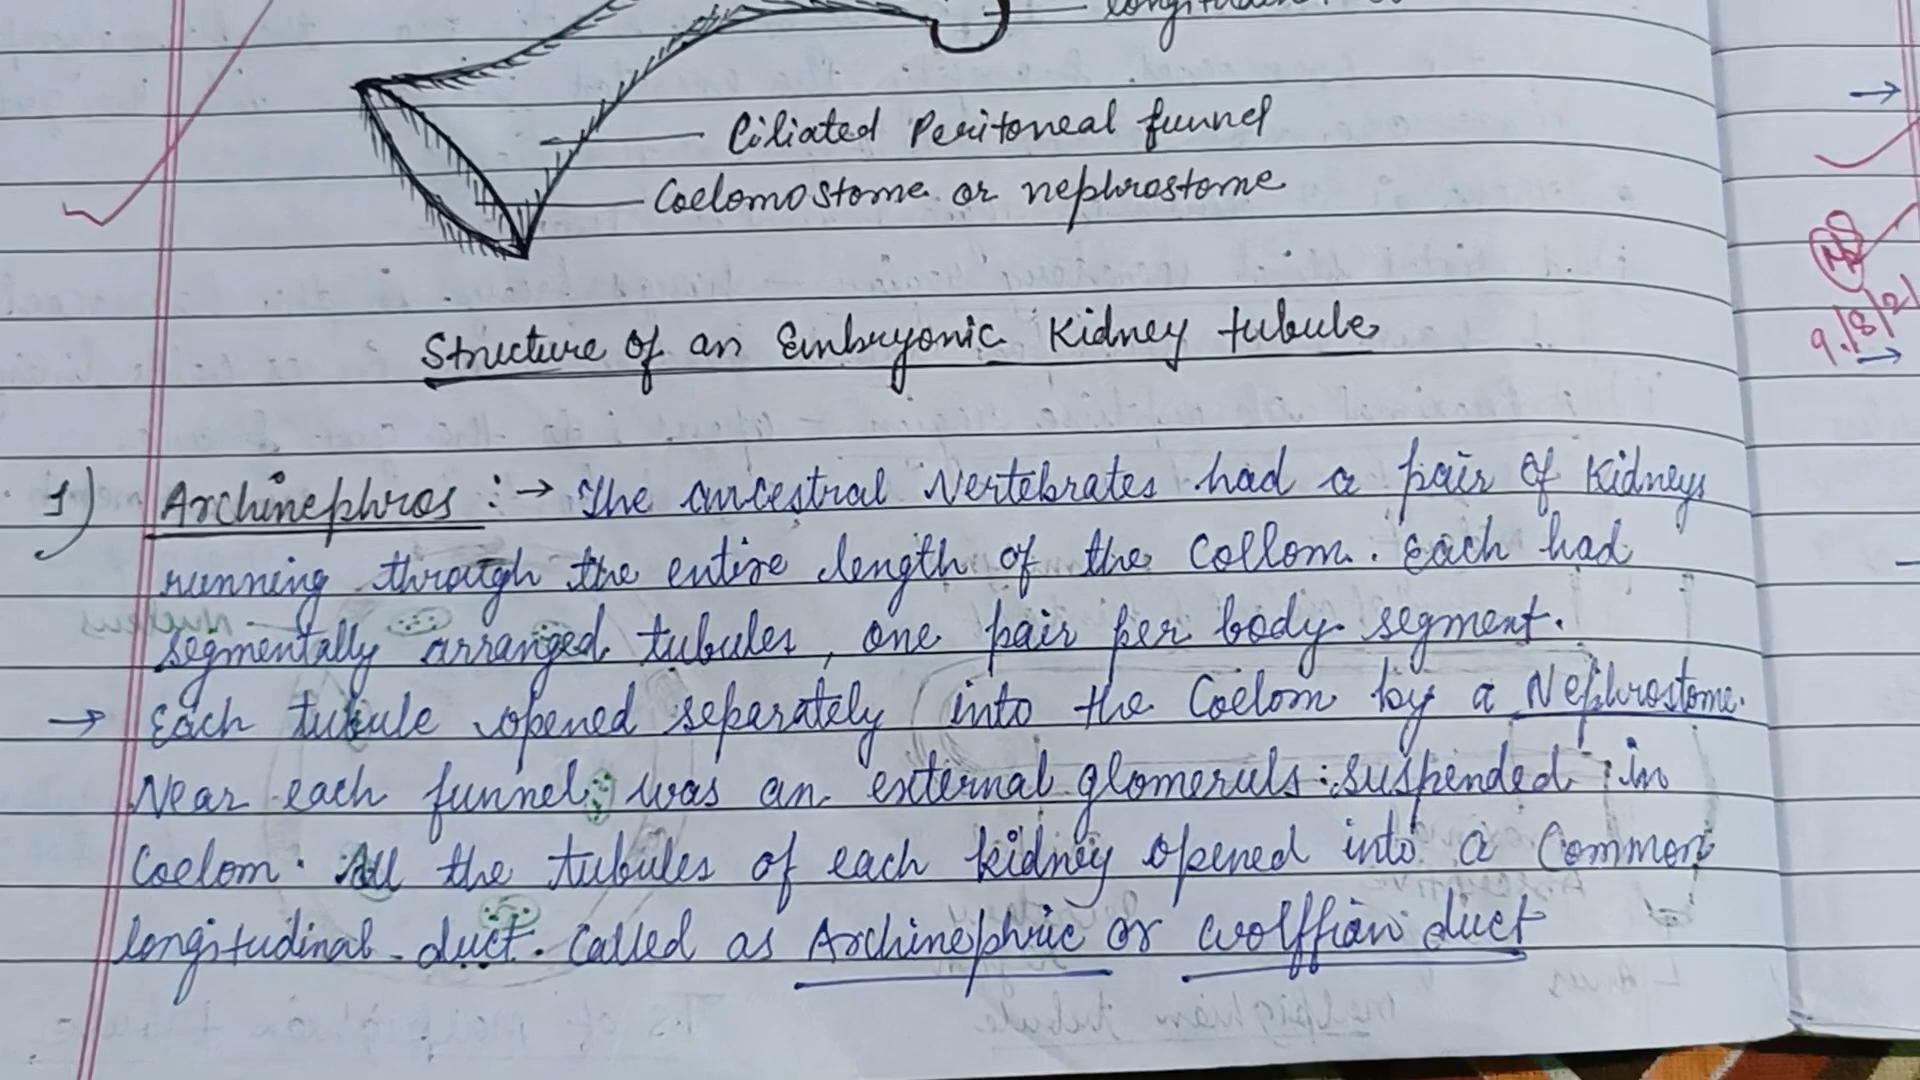 longitudinal
Ciliated Peritoneal funnel
Coelomostome or nephrostome
Structure of an Embryonic Kidney tubule
1) Archinephros :→ The ancestral Vertebrates had a pair of Kidneys
running through the entire length of the Collom. Each had
segmentally arranged tubules, one pair per body segment.
→ Each tubule opened separately into the Coelom by a Nephrostome.
Near each funnel was an external glomeruls suspended in
Coelom. All the tubules of each kidney opened into a Common
longitudinal duct. Called as Archinephric or wolffian duct
9/8/21